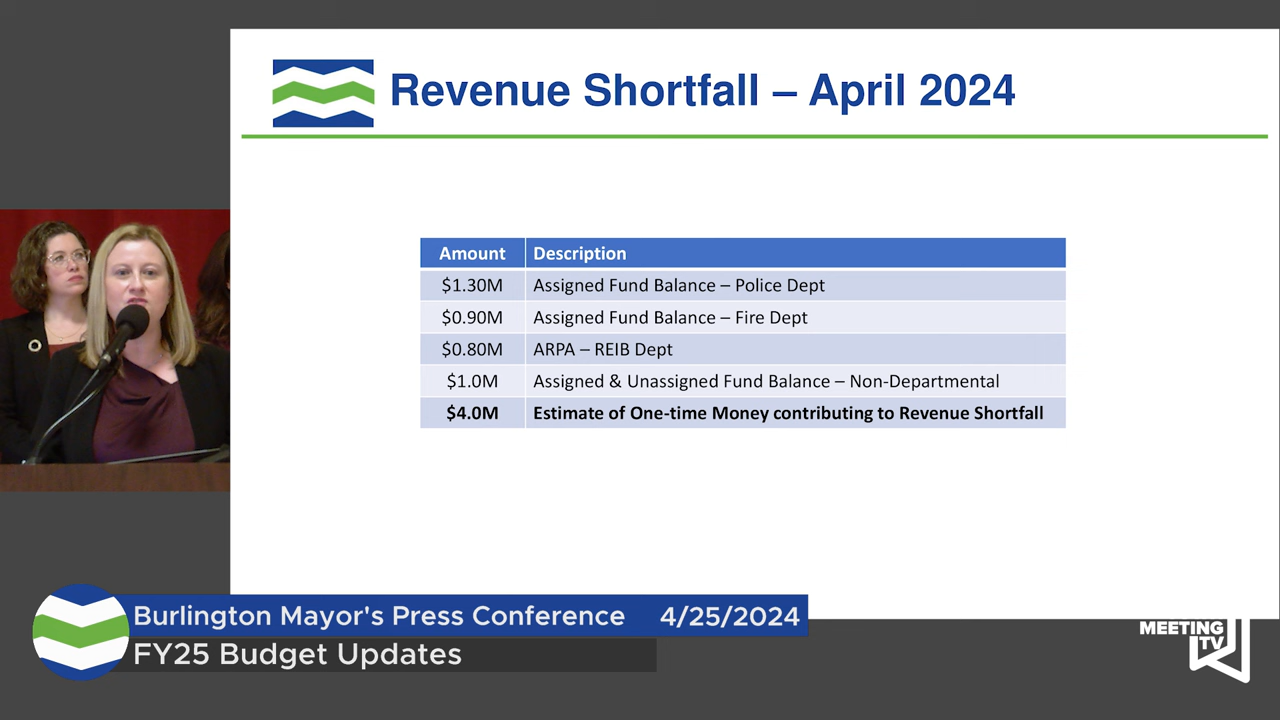 Revenue Shortfall – April 2024
Amount Description
$1.30M Assigned Fund Balance – Police Dept
$0.90M Assigned Fund Balance – Fire Dept
$0.80M ARPA – REIB Dept
$1.0M Assigned & Unassigned Fund Balance – Non-Departmental
$4.0M Estimate of One-time Money contributing to Revenue Shortfall
Burlington Mayor's Press Conference 4/25/2024
FY25 Budget Updates
MEETING
TV